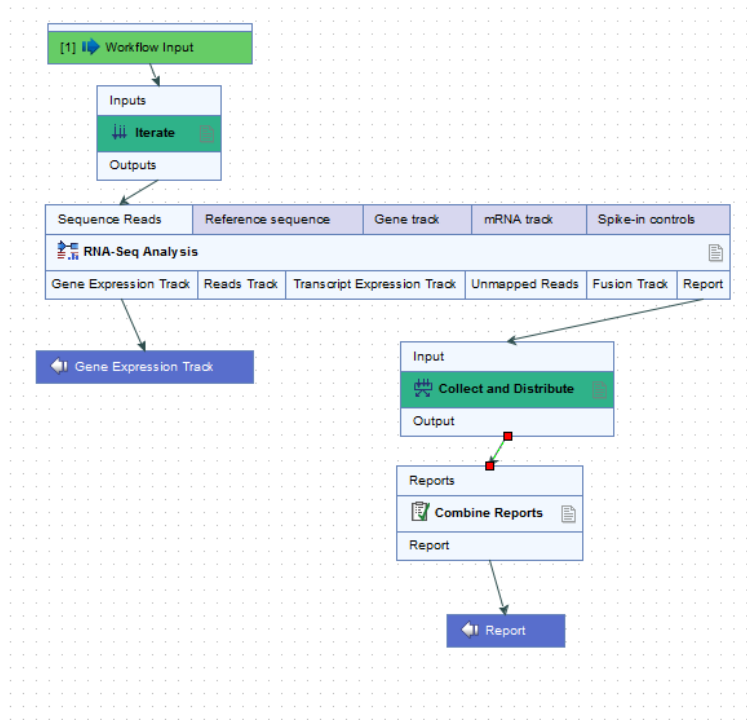 [1] Workflow Input
Inputs
Iterate
Outputs
Sequence Reads Reference sequence Gene track mRNA track Spike-in controls
RNA-Seq Analysis
Gene Expression Track Reads Track Transcript Expression Track Unmapped Reads Fusion Track Report
Gene Expression Track
Input
Collect and Distribute
Output
Reports
Combine Reports
Report
Report